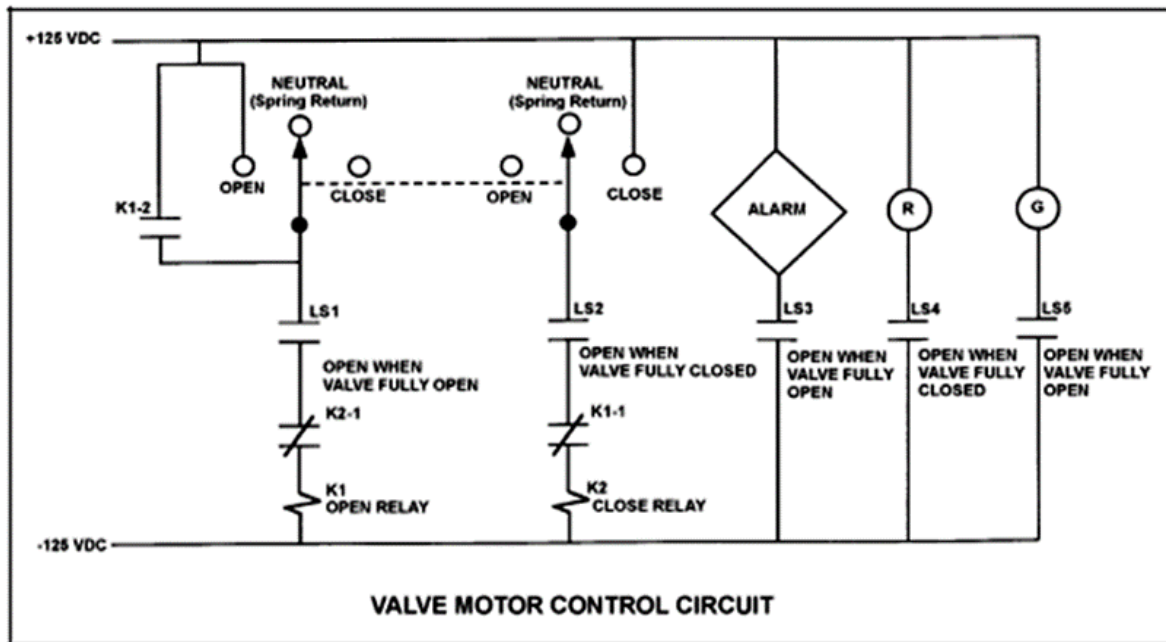 +125 VDC
NEUTRAL
(Spring Return)
NEUTRAL
(Spring Return)
OPEN
CLOSE
OPEN
CLOSE
K1-2
ALARM
R
G
LS1
LS2
LS3
LS4
LS5
OPEN WHEN
VALVE FULLY OPEN
OPEN WHEN
VALVE FULLY CLOSED
OPEN WHEN
VALVE FULLY
OPEN
OPEN WHEN
VALVE FULLY
CLOSED
OPEN WHEN
VALVE FULLY
OPEN
K2-1
K1-1
K1
OPEN RELAY
K2
CLOSE RELAY
-125 VDC
VALVE MOTOR CONTROL CIRCUIT